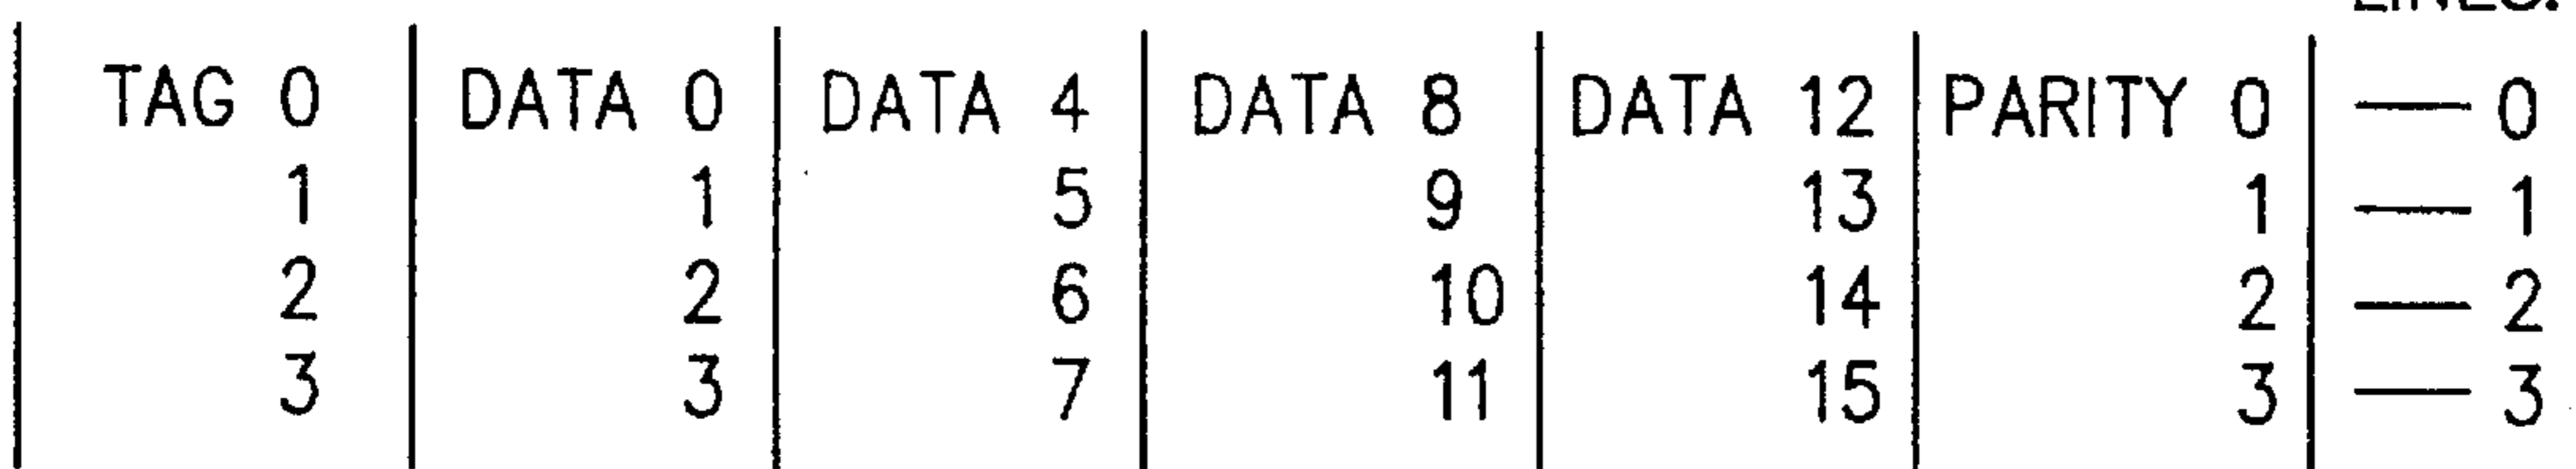 LINES:
TAG 0 DATA 0 DATA 4 DATA 8 DATA 12 PARITY 0 — 0
1 1 5 9 13 1 — 1
2 2 6 10 14 2 — 2
3 3 7 11 15 3 — 3